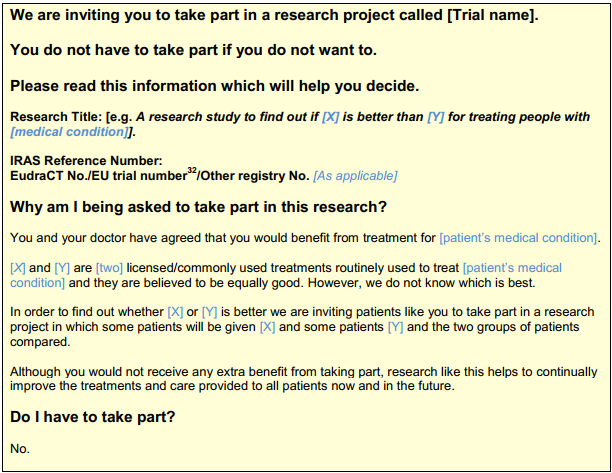 We are inviting you to take part in a research project called [Trial name].
You do not have to take part if you do not want to.
Please read this information which will help you decide.
Research Title: [e.g. A research study to find out if [X] is better than [Y] for treating people with
[medical condition]].
IRAS Reference Number:
EudraCT No./EU trial number32/Other registry No. [As applicable]
Why am I being asked to take part in this research?
You and your doctor have agreed that you would benefit from treatment for [patient's medical condition].
[X] and [Y] are [two] licensed/commonly used treatments routinely used to treat [patient's medical
condition] and they are believed to be equally good. However, we do not know which is best.
In order to find out whether [X] or [Y] is better we are inviting patients like you to take part in a research
project in which some patients will be given [X] and some patients [Y] and the two groups of patients
compared.
Although you would not receive any extra benefit from taking part, research like this helps to continually
improve the treatments and care provided to all patients now and in the future.
Do I have to take part?
No.